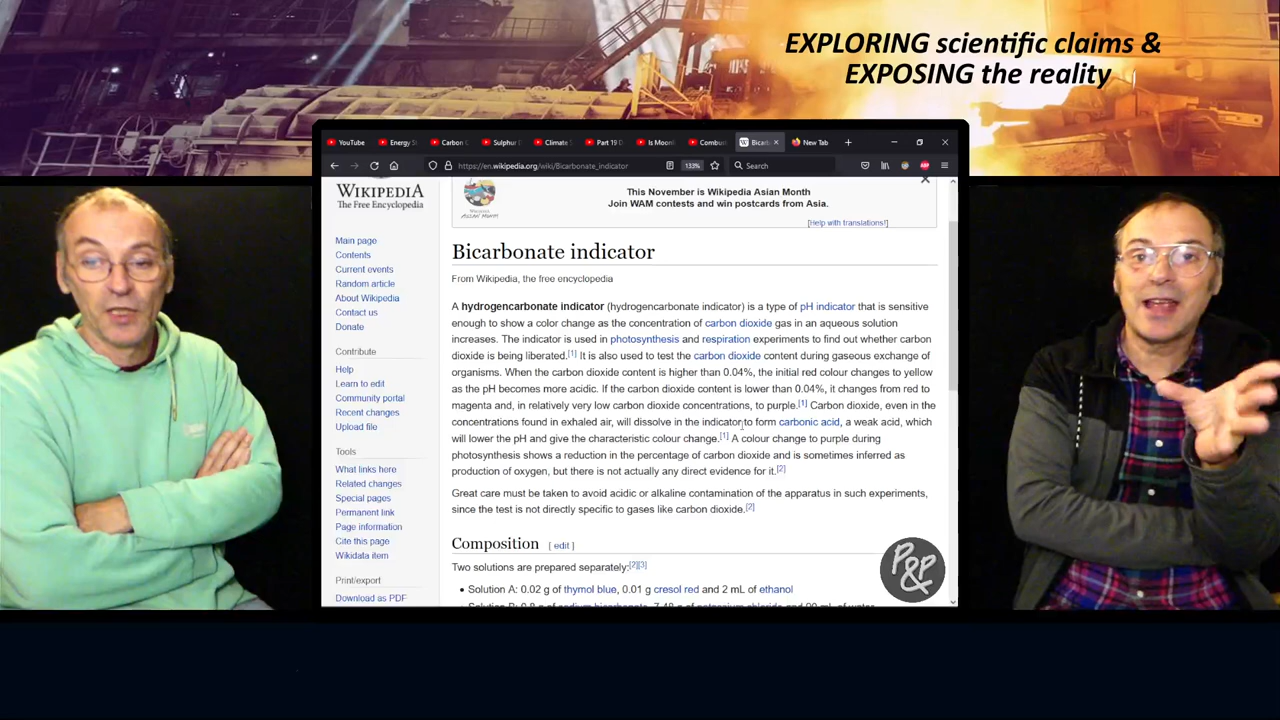 EXPLORING scientific claims &
EXPOSING the reality
YouTube
Energy S
Carbon
Sulphur D
Climate
Part 19 D
Is Mooni
Combus
Bicarb
New Tab
https://en.wikipedia.org/wiki/Bicarbonate_indicator
133%
Search
WIKIPEDIA
The Free Encyclopedia
Main page
Contents
Current events
Random article
About Wikipedia
Contact us
Donate
Contribute
Help
Learn to edit
Community portal
Recent changes
Upload file
Tools
What links here
Related changes
Special pages
Permanent link
Page information
Cite this page
Wikidata item
Print/export
Download as PDF
This November is Wikipedia Asian Month
Join WAM contests and win postcards from Asia.
[Help with translations!]
Bicarbonate indicator
From Wikipedia, the free encyclopedia
A hydrogencarbonate indicator (hydrogencarbonate indicator) is a type of pH indicator that is sensitive
enough to show a color change as the concentration of carbon dioxide gas in an aqueous solution
increases. The indicator is used in photosynthesis and respiration experiments to find out whether carbon
dioxide is being liberated.[1] It is also used to test the carbon dioxide content during gaseous exchange of
organisms. When the carbon dioxide content is higher than 0.04%, the initial red colour changes to yellow
as the pH becomes more acidic. If the carbon dioxide content is lower than 0.04%, it changes from red to
magenta and, in relatively very low carbon dioxide concentrations, to purple.[1] Carbon dioxide, even in the
concentrations found in exhaled air, will dissolve in the indicator to form carbonic acid, a weak acid, which
will lower the pH and give the characteristic colour change.[1] A colour change to purple during
photosynthesis shows a reduction in the percentage of carbon dioxide and is sometimes inferred as
production of oxygen, but there is not actually any direct evidence for it.[2]
Great care must be taken to avoid acidic or alkaline contamination of the apparatus in such experiments,
since the test is not directly specific to gases like carbon dioxide.[2]
Composition [ edit ]
Two solutions are prepared separately:[2][3]
• Solution A: 0.02 g of thymol blue, 0.01 g cresol red and 2 mL of ethanol
P&P